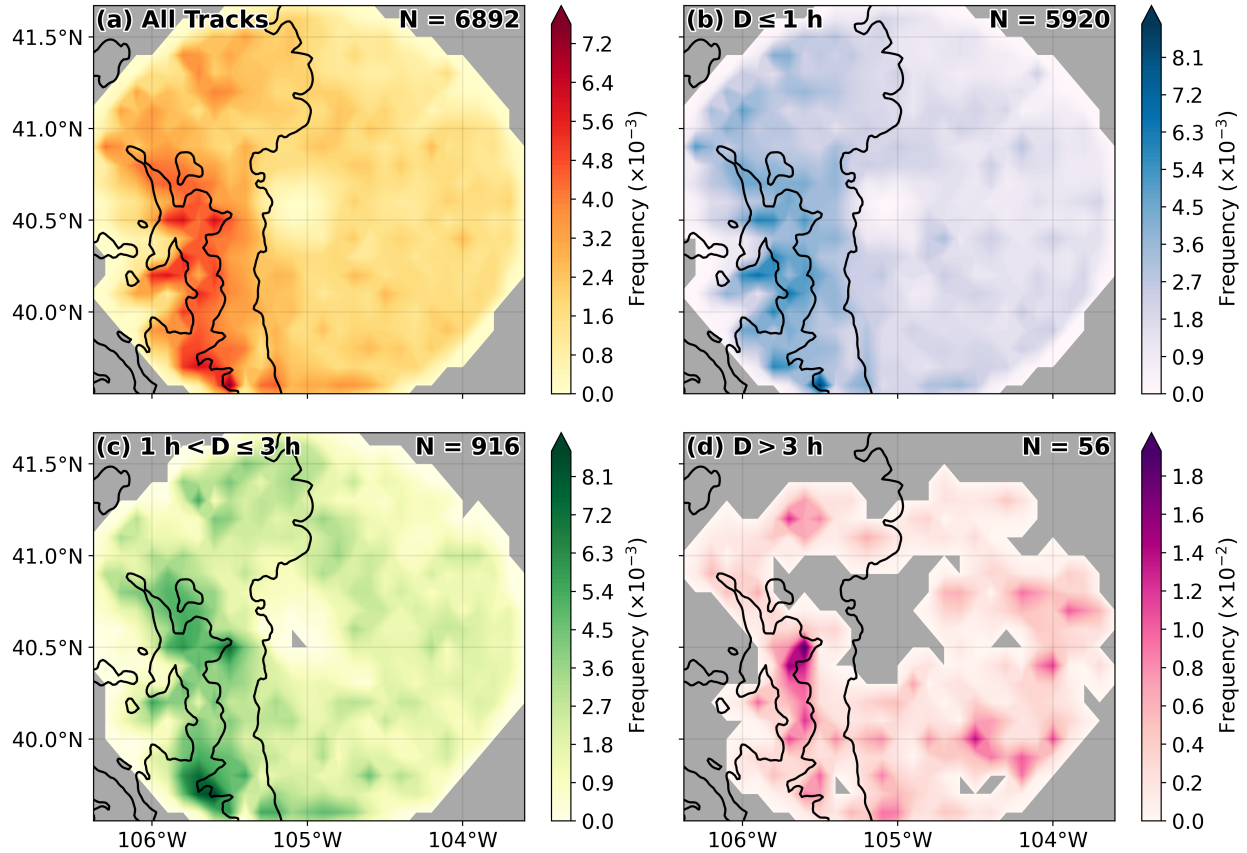 (a) All Tracks
N = 6892
41.5°N
41.0°N
40.5°N
40.0°N
7.2
6.4
5.6
4.8
4.0
3.2
2.4
1.6
0.8
0.0
Frequency (×10⁻³)
(b) D ≤ 1 h
N = 5920
8.1
7.2
6.3
5.4
4.5
3.6
2.7
1.8
0.9
0.0
Frequency (×10⁻³)
(c) 1 h < D ≤ 3 h
N = 916
41.5°N
41.0°N
40.5°N
40.0°N
106°W
105°W
104°W
8.1
7.2
6.3
5.4
4.5
3.6
2.7
1.8
0.9
0.0
Frequency (×10⁻³)
(d) D > 3 h
N = 56
106°W
105°W
104°W
1.8
1.6
1.4
1.2
1.0
0.8
0.6
0.4
0.2
0.0
Frequency (×10⁻²)